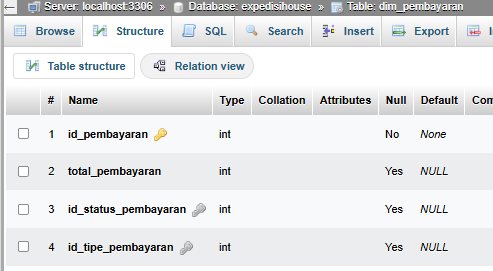 Server: localhost:3306 » Database: expedisihouse » Table: dim_pembayaran
Browse Structure SQL Search Insert Export
Table structure Relation view
# Name Type Collation Attributes Null Default
1 id_pembayaran int No None
2 total_pembayaran int Yes NULL
3 id_status_pembayaran int Yes NULL
4 id_tipe_pembayaran int Yes NULL